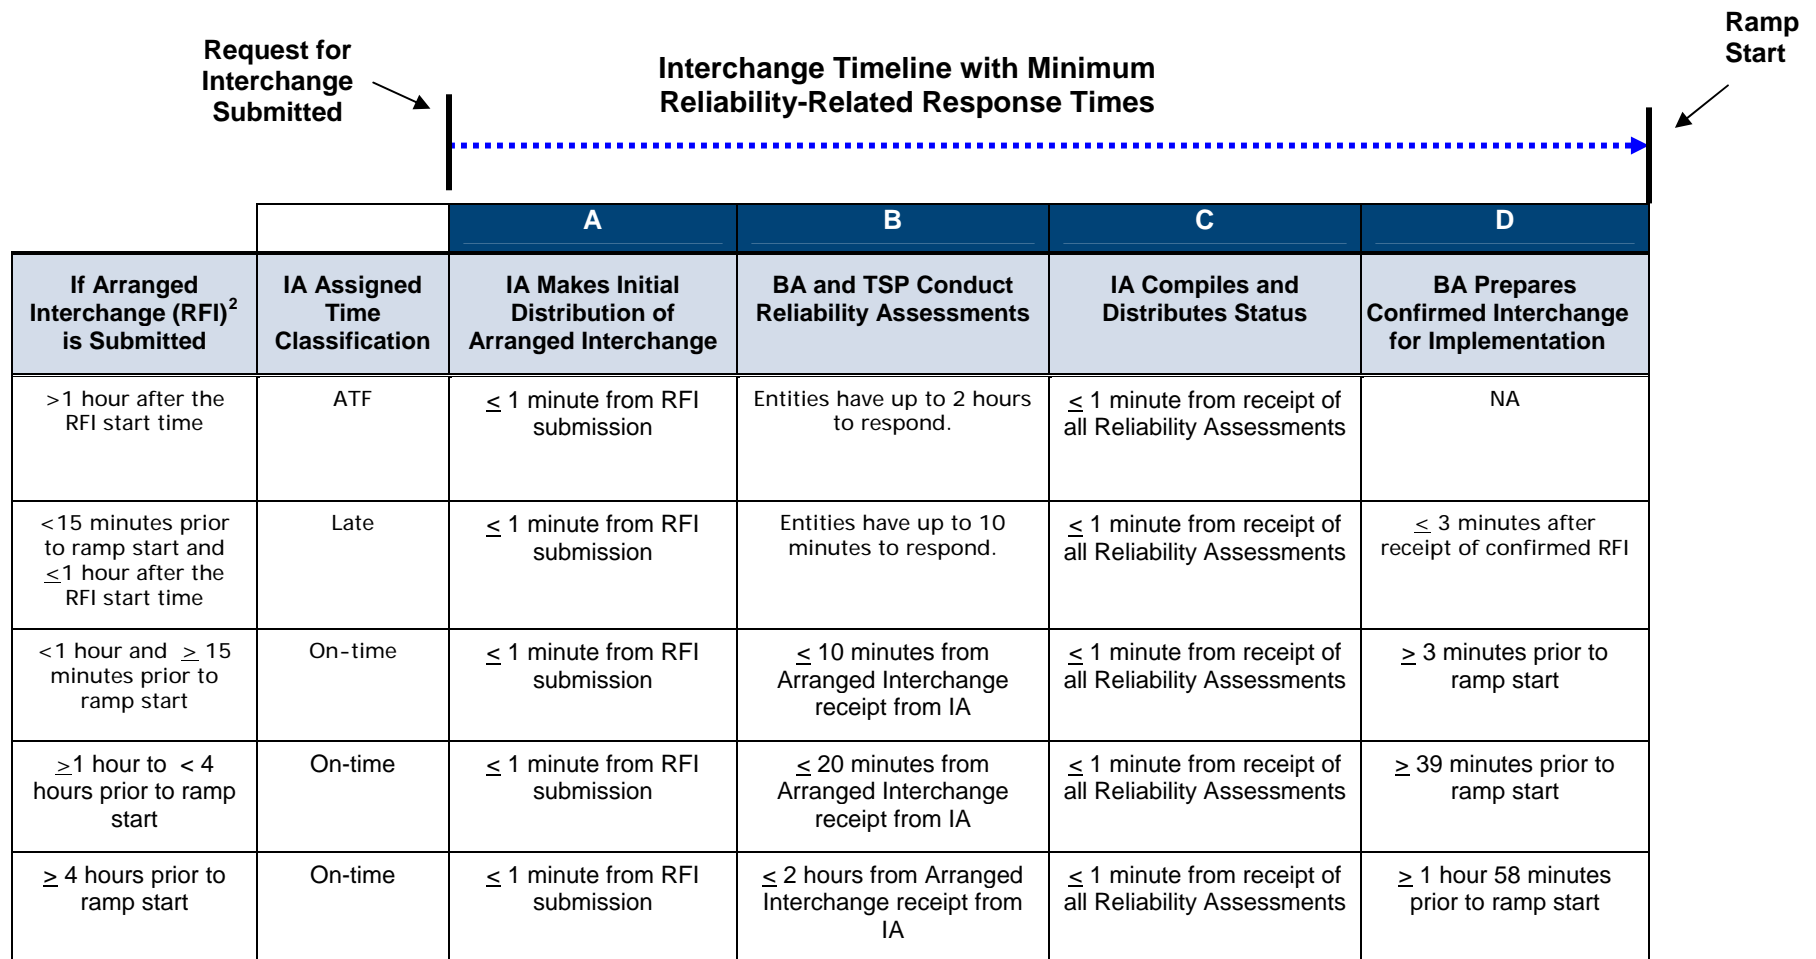 Request for
Interchange
Submitted
Interchange Timeline with Minimum
Reliability-Related Response Times
Ramp
Start
A
B
C
D
If Arranged
Interchange (RFI)²
is Submitted
IA Assigned
Time
Classification
IA Makes Initial
Distribution of
Arranged Interchange
BA and TSP Conduct
Reliability Assessments
IA Compiles and
Distributes Status
BA Prepares
Confirmed Interchange
for Implementation
>1 hour after the
RFI start time
ATF
≤ 1 minute from RFI
submission
Entities have up to 2 hours
to respond.
≤ 1 minute from receipt of
all Reliability Assessments
NA
<15 minutes prior
to ramp start and
≤1 hour after the
RFI start time
Late
≤ 1 minute from RFI
submission
Entities have up to 10
minutes to respond.
≤ 1 minute from receipt of
all Reliability Assessments
≤ 3 minutes after
receipt of confirmed RFI
<1 hour and ≥ 15
minutes prior to
ramp start
On-time
≤ 1 minute from RFI
submission
≤ 10 minutes from
Arranged Interchange
receipt from IA
≤ 1 minute from receipt of
all Reliability Assessments
≥ 3 minutes prior to
ramp start
≥1 hour to < 4
hours prior to ramp
start
On-time
≤ 1 minute from RFI
submission
≤ 20 minutes from
Arranged Interchange
receipt from IA
≤ 1 minute from receipt of
all Reliability Assessments
≥ 39 minutes prior to
ramp start
≥ 4 hours prior to
ramp start
On-time
≤ 1 minute from RFI
submission
≤ 2 hours from Arranged
Interchange receipt from
IA
≤ 1 minute from receipt of
all Reliability Assessments
≥ 1 hour 58 minutes
prior to ramp start